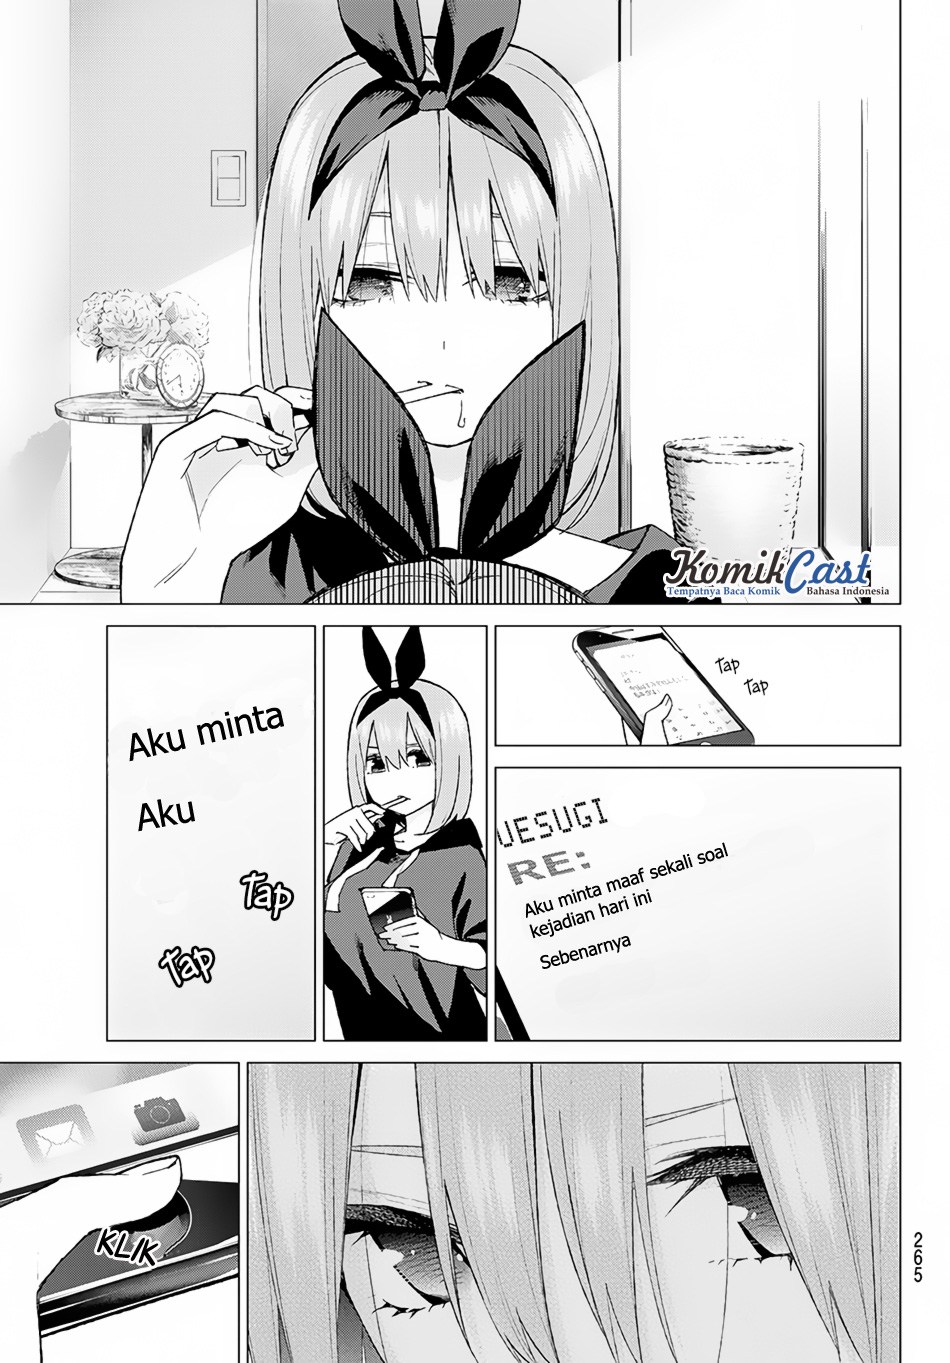 KomikCast
Tempatnya Baca Komik Bahasa Indonesia
Tap
Tap
UESUGI
RE:
Aku minta maaf sekali soal
kejadian hari ini
Sebenarnya
Aku minta
Aku
Tap
Tap
KLIK
265